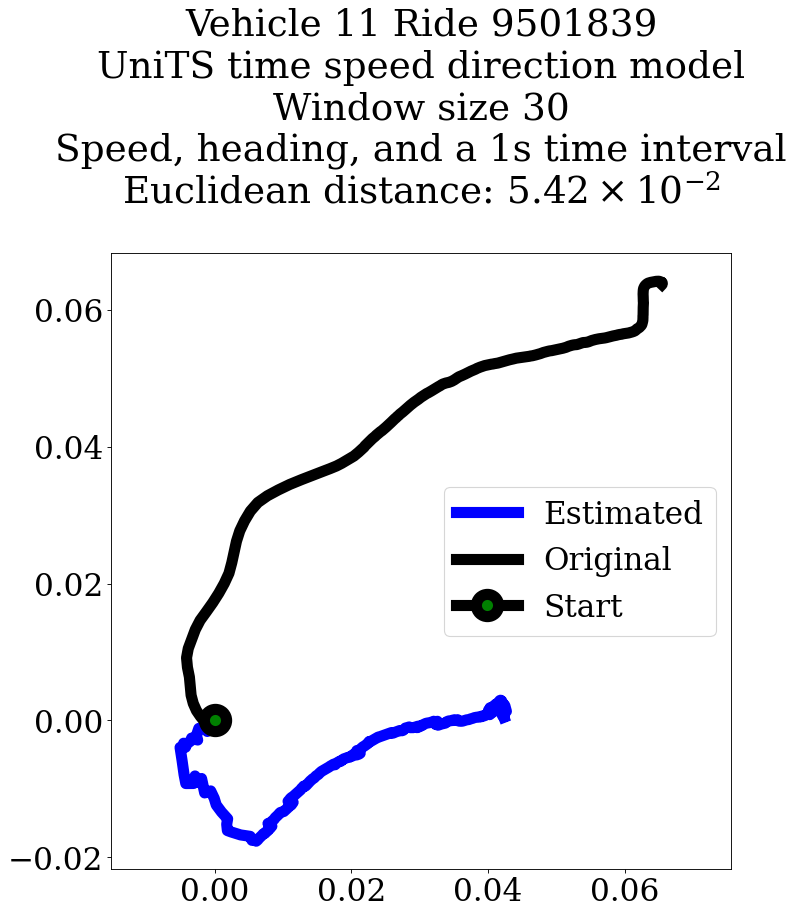 Vehicle 11 Ride 9501839
UniTS time speed direction model
Window size 30
Speed, heading, and a 1s time interval
Euclidean distance: 5.42 × 10⁻²
0.06
0.04
0.02
0.00
−0.02
Estimated
Original
Start
0.00 0.02 0.04 0.06